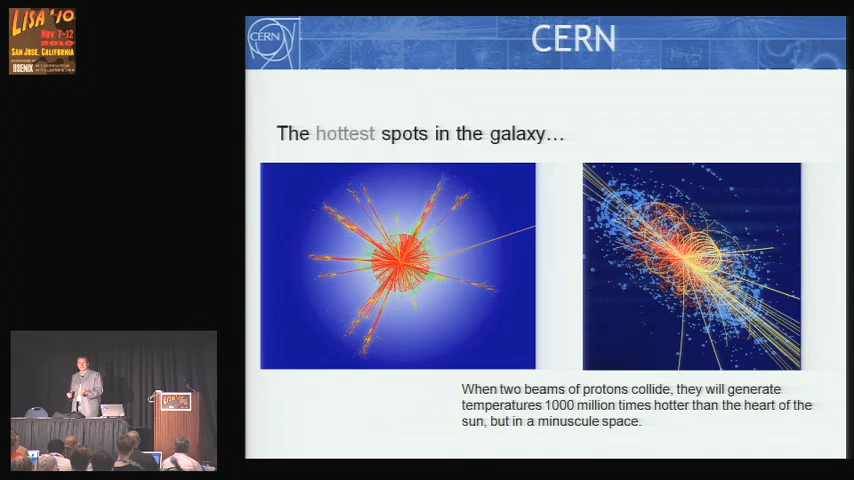 LISA '10
Nov 7-12
2010
SAN JOSE, CALIFORNIA
USENIX
CERN
CERN
The hottest spots in the galaxy…
When two beams of protons collide, they will generate
temperatures 1000 million times hotter than the heart of the
sun, but in a minuscule space.